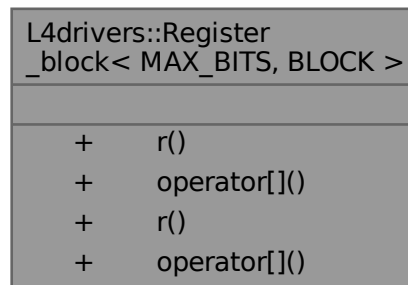 L4drivers::Register
_block< MAX_BITS, BLOCK >
+ r()
+ operator[]()
+ r()
+ operator[]()